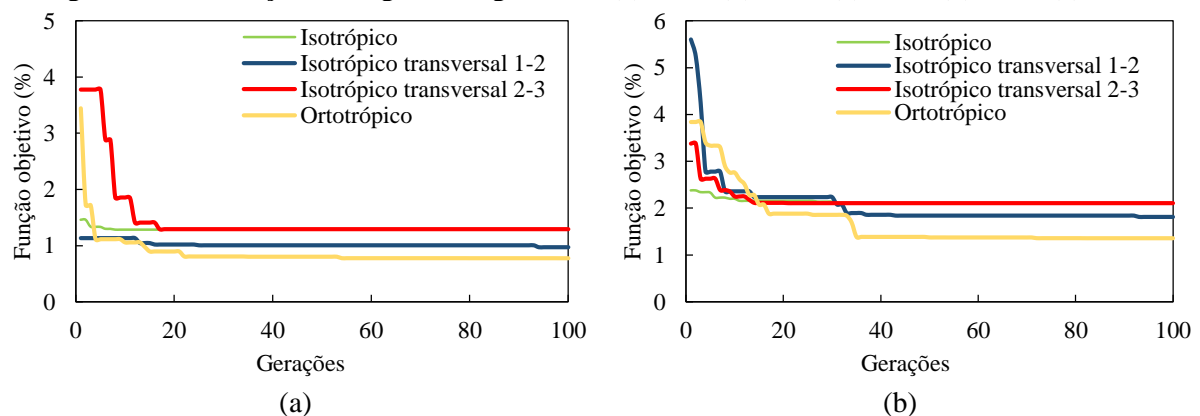 Função objetivo (%)
5
4
3
2
1
0
Isotrópico
Isotrópico transversal 1-2
Isotrópico transversal 2-3
Ortotrópico
0 20 40 60 80 100
Gerações
(a)
Função objetivo (%)
6
5
4
3
2
1
0
Isotrópico
Isotrópico transversal 1-2
Isotrópico transversal 2-3
Ortotrópico
0 20 40 60 80 100
Gerações
(b)